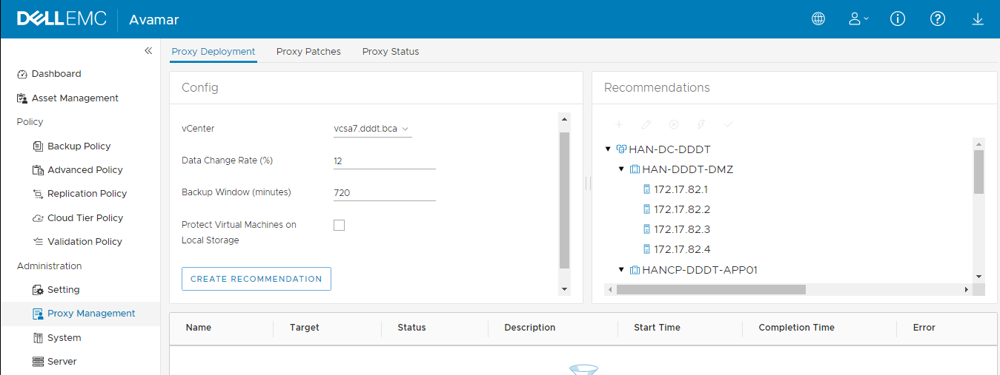 DELLEMC Avamar
Dashboard
Asset Management
Policy
Backup Policy
Advanced Policy
Replication Policy
Cloud Tier Policy
Validation Policy
Administration
Setting
Proxy Management
System
Server
Proxy Deployment Proxy Patches Proxy Status
Config
vCenter vcsa7.dddt.bca
Data Change Rate (%) 12
Backup Window (minutes) 720
Protect Virtual Machines on
Local Storage
CREATE RECOMMENDATION
Recommendations
HAN-DC-DDDT
HAN-DDDT-DMZ
172.17.82.1
172.17.82.2
172.17.82.3
172.17.82.4
HANCP-DDDT-APP01
Name Target Status Description Start Time Completion Time Error